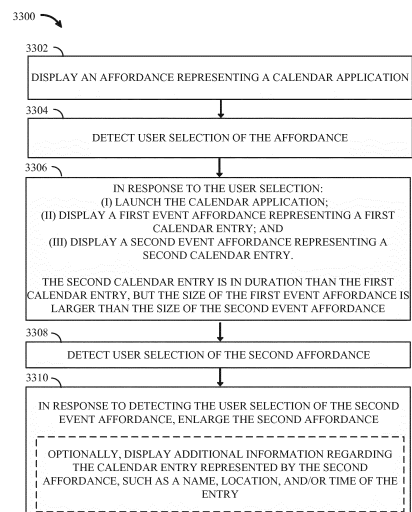 3300
3302
DISPLAY AN AFFORDANCE REPRESENTING A CALENDAR APPLICATION
3304
DETECT USER SELECTION OF THE AFFORDANCE
3306
IN RESPONSE TO THE USER SELECTION:
(I) LAUNCH THE CALENDAR APPLICATION;
(II) DISPLAY A FIRST EVENT AFFORDANCE REPRESENTING A FIRST
CALENDAR ENTRY; AND
(III) DISPLAY A SECOND EVENT AFFORDANCE REPRESENTING A
SECOND CALENDAR ENTRY.
THE SECOND CALENDAR ENTRY IS IN DURATION THAN THE FIRST
CALENDAR ENTRY, BUT THE SIZE OF THE FIRST EVENT AFFORDANCE IS
LARGER THAN THE SIZE OF THE SECOND EVENT AFFORDANCE
3308
DETECT USER SELECTION OF THE SECOND AFFORDANCE
3310
IN RESPONSE TO DETECTING THE USER SELECTION OF THE SECOND
EVENT AFFORDANCE, ENLARGE THE SECOND AFFORDANCE
OPTIONALLY, DISPLAY ADDITIONAL INFORMATION REGARDING
THE CALENDAR ENTRY REPRESENTED BY THE SECOND
AFFORDANCE, SUCH AS A NAME, LOCATION, AND/OR TIME OF THE
ENTRY